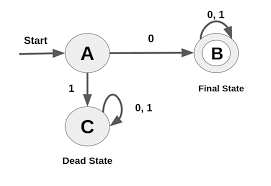 0, 1
Start
0
A
B
Final State
1
0, 1
C
Dead State